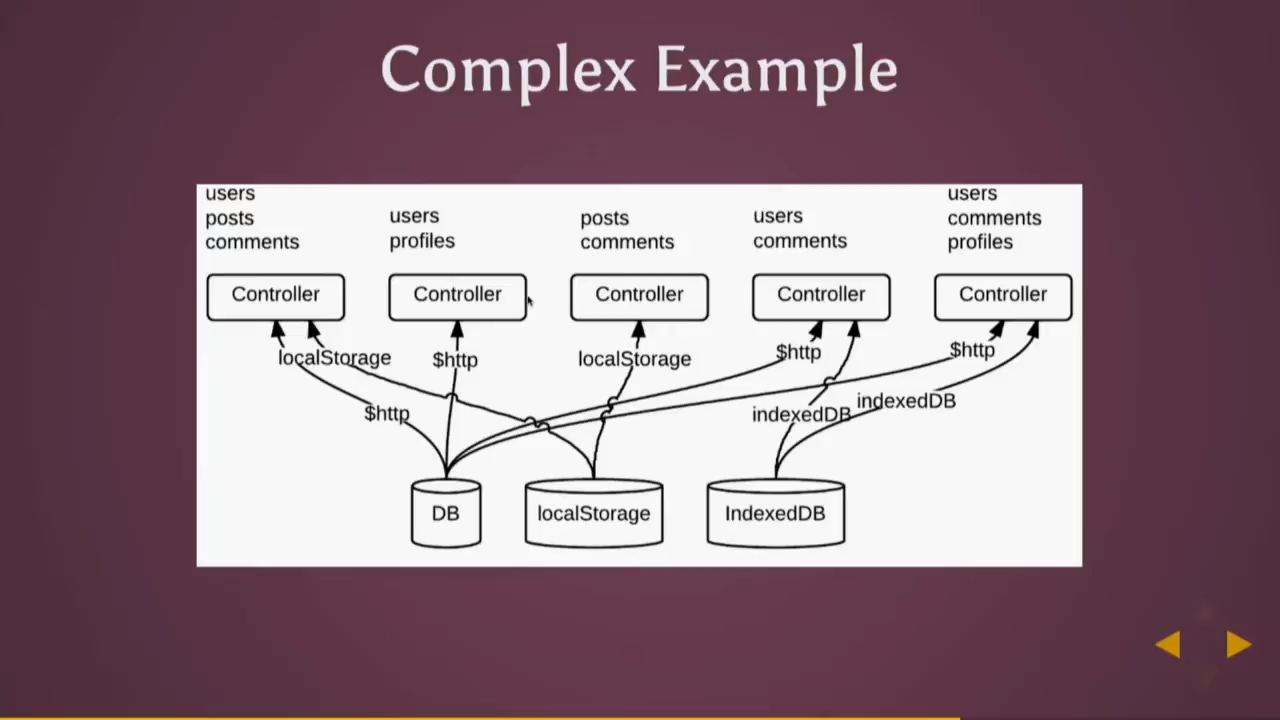 Complex Example
users
posts
comments
users
profiles
posts
comments
users
comments
users
comments
profiles
Controller
Controller
Controller
Controller
Controller
localStorage
$http
localStorage
$http
$http
$http
indexedDB
indexedDB
DB
localStorage
IndexedDB